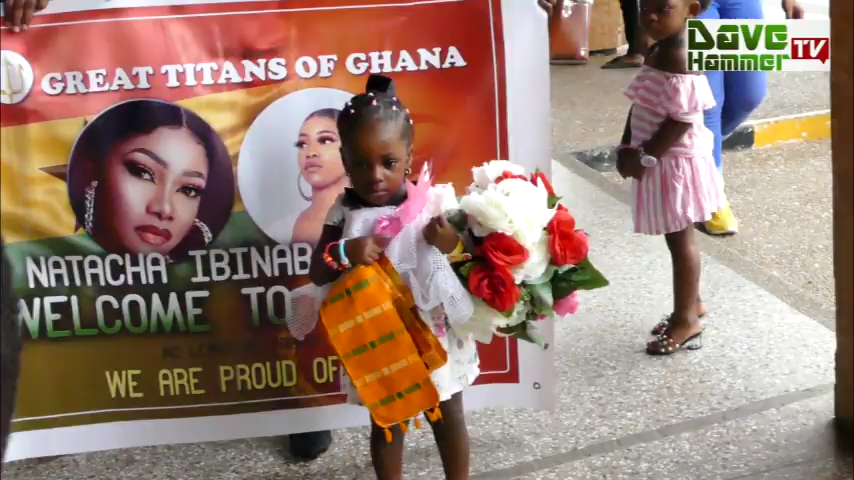 GREAT TITANS OF GHANA
Dave
Hammer TV
NATACHA IBINAB
WELCOME TO
WE ARE PROUD OF